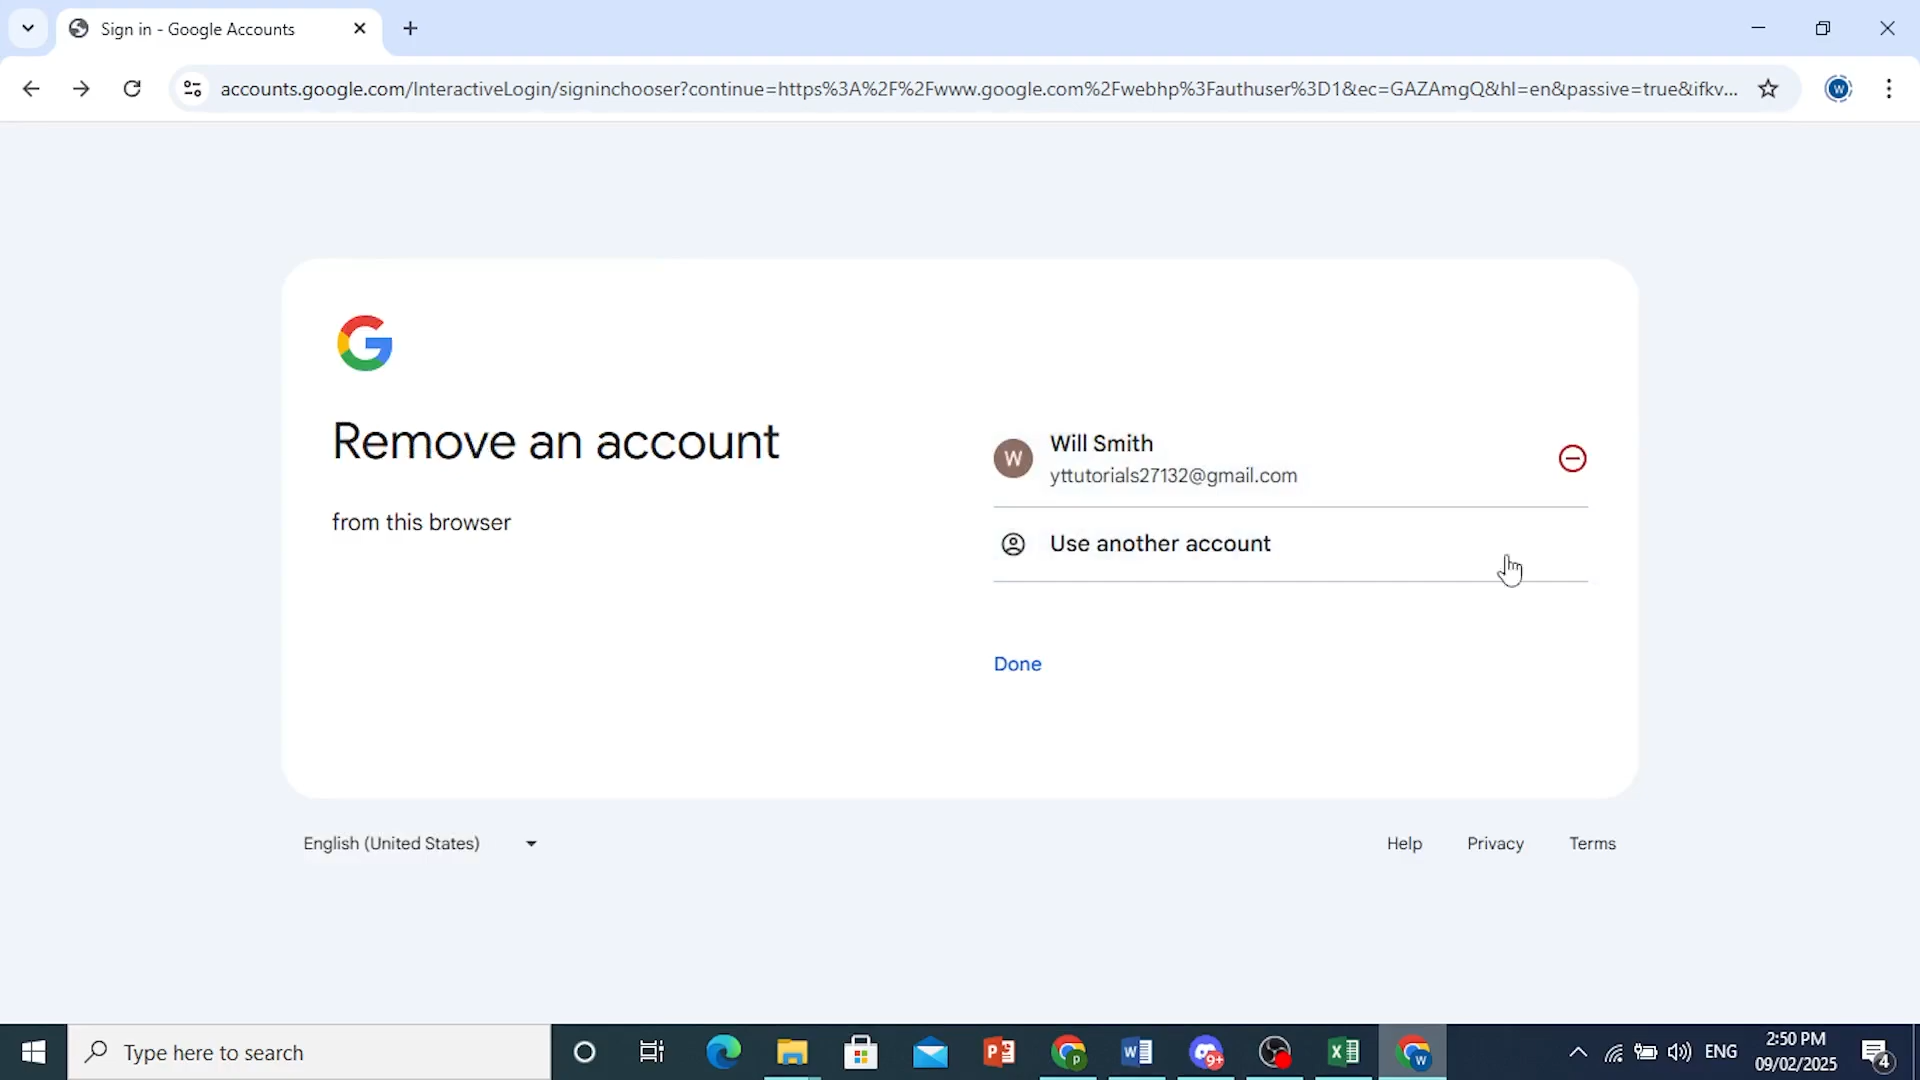 Sign in - Google Accounts
accounts.google.com/InteractiveLogin/signinchooser?continue=https%3A%2F%2Fwww.google.com%2Fwebhp%3Fauthuser%3D1&ec=GAZAmgQ&hl=en&passive=true&ifkv...
W
Remove an account
from this browser
W
Will Smith
yttutorials27132@gmail.com
Use another account
Done
English (United States)
Help
Privacy
Terms
Type here to search
P
P
W
9+
X
W
ENG
2:50 PM
09/02/2025
4